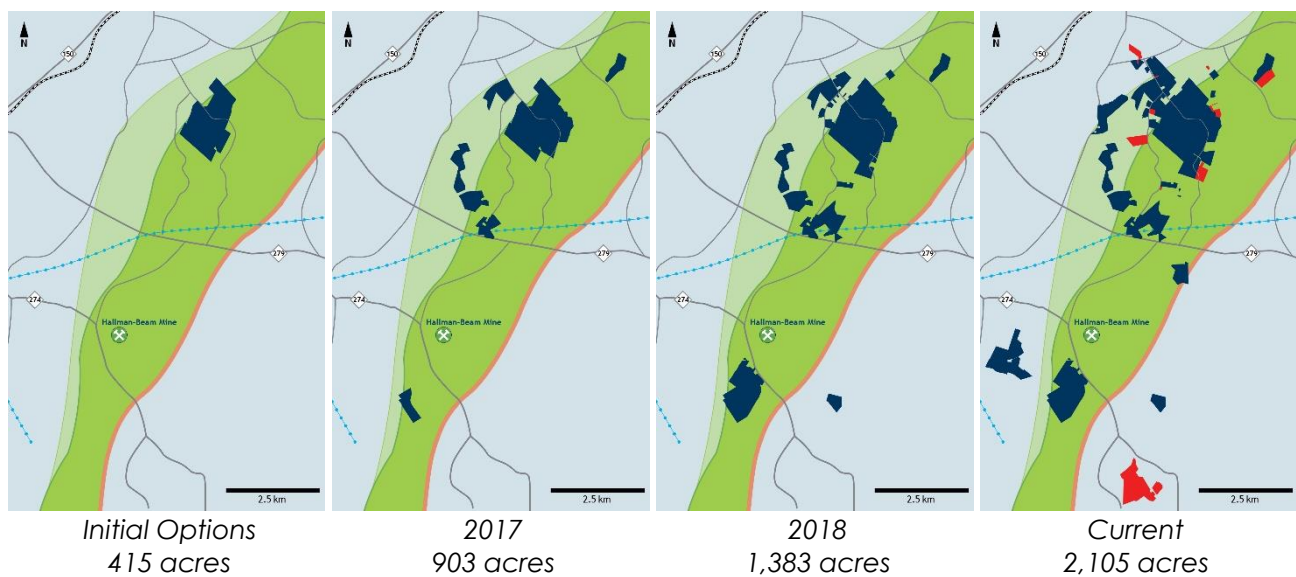 N
150
279
274
Hallman-Beam Mine
2.5 km
N
150
279
274
Hallman-Beam Mine
2.5 km
N
150
279
274
Hallman-Beam Mine
2.5 km
N
150
279
274
Hallman-Beam Mine
2.5 km
Initial Options
415 acres
2017
903 acres
2018
1,383 acres
Current
2,105 acres